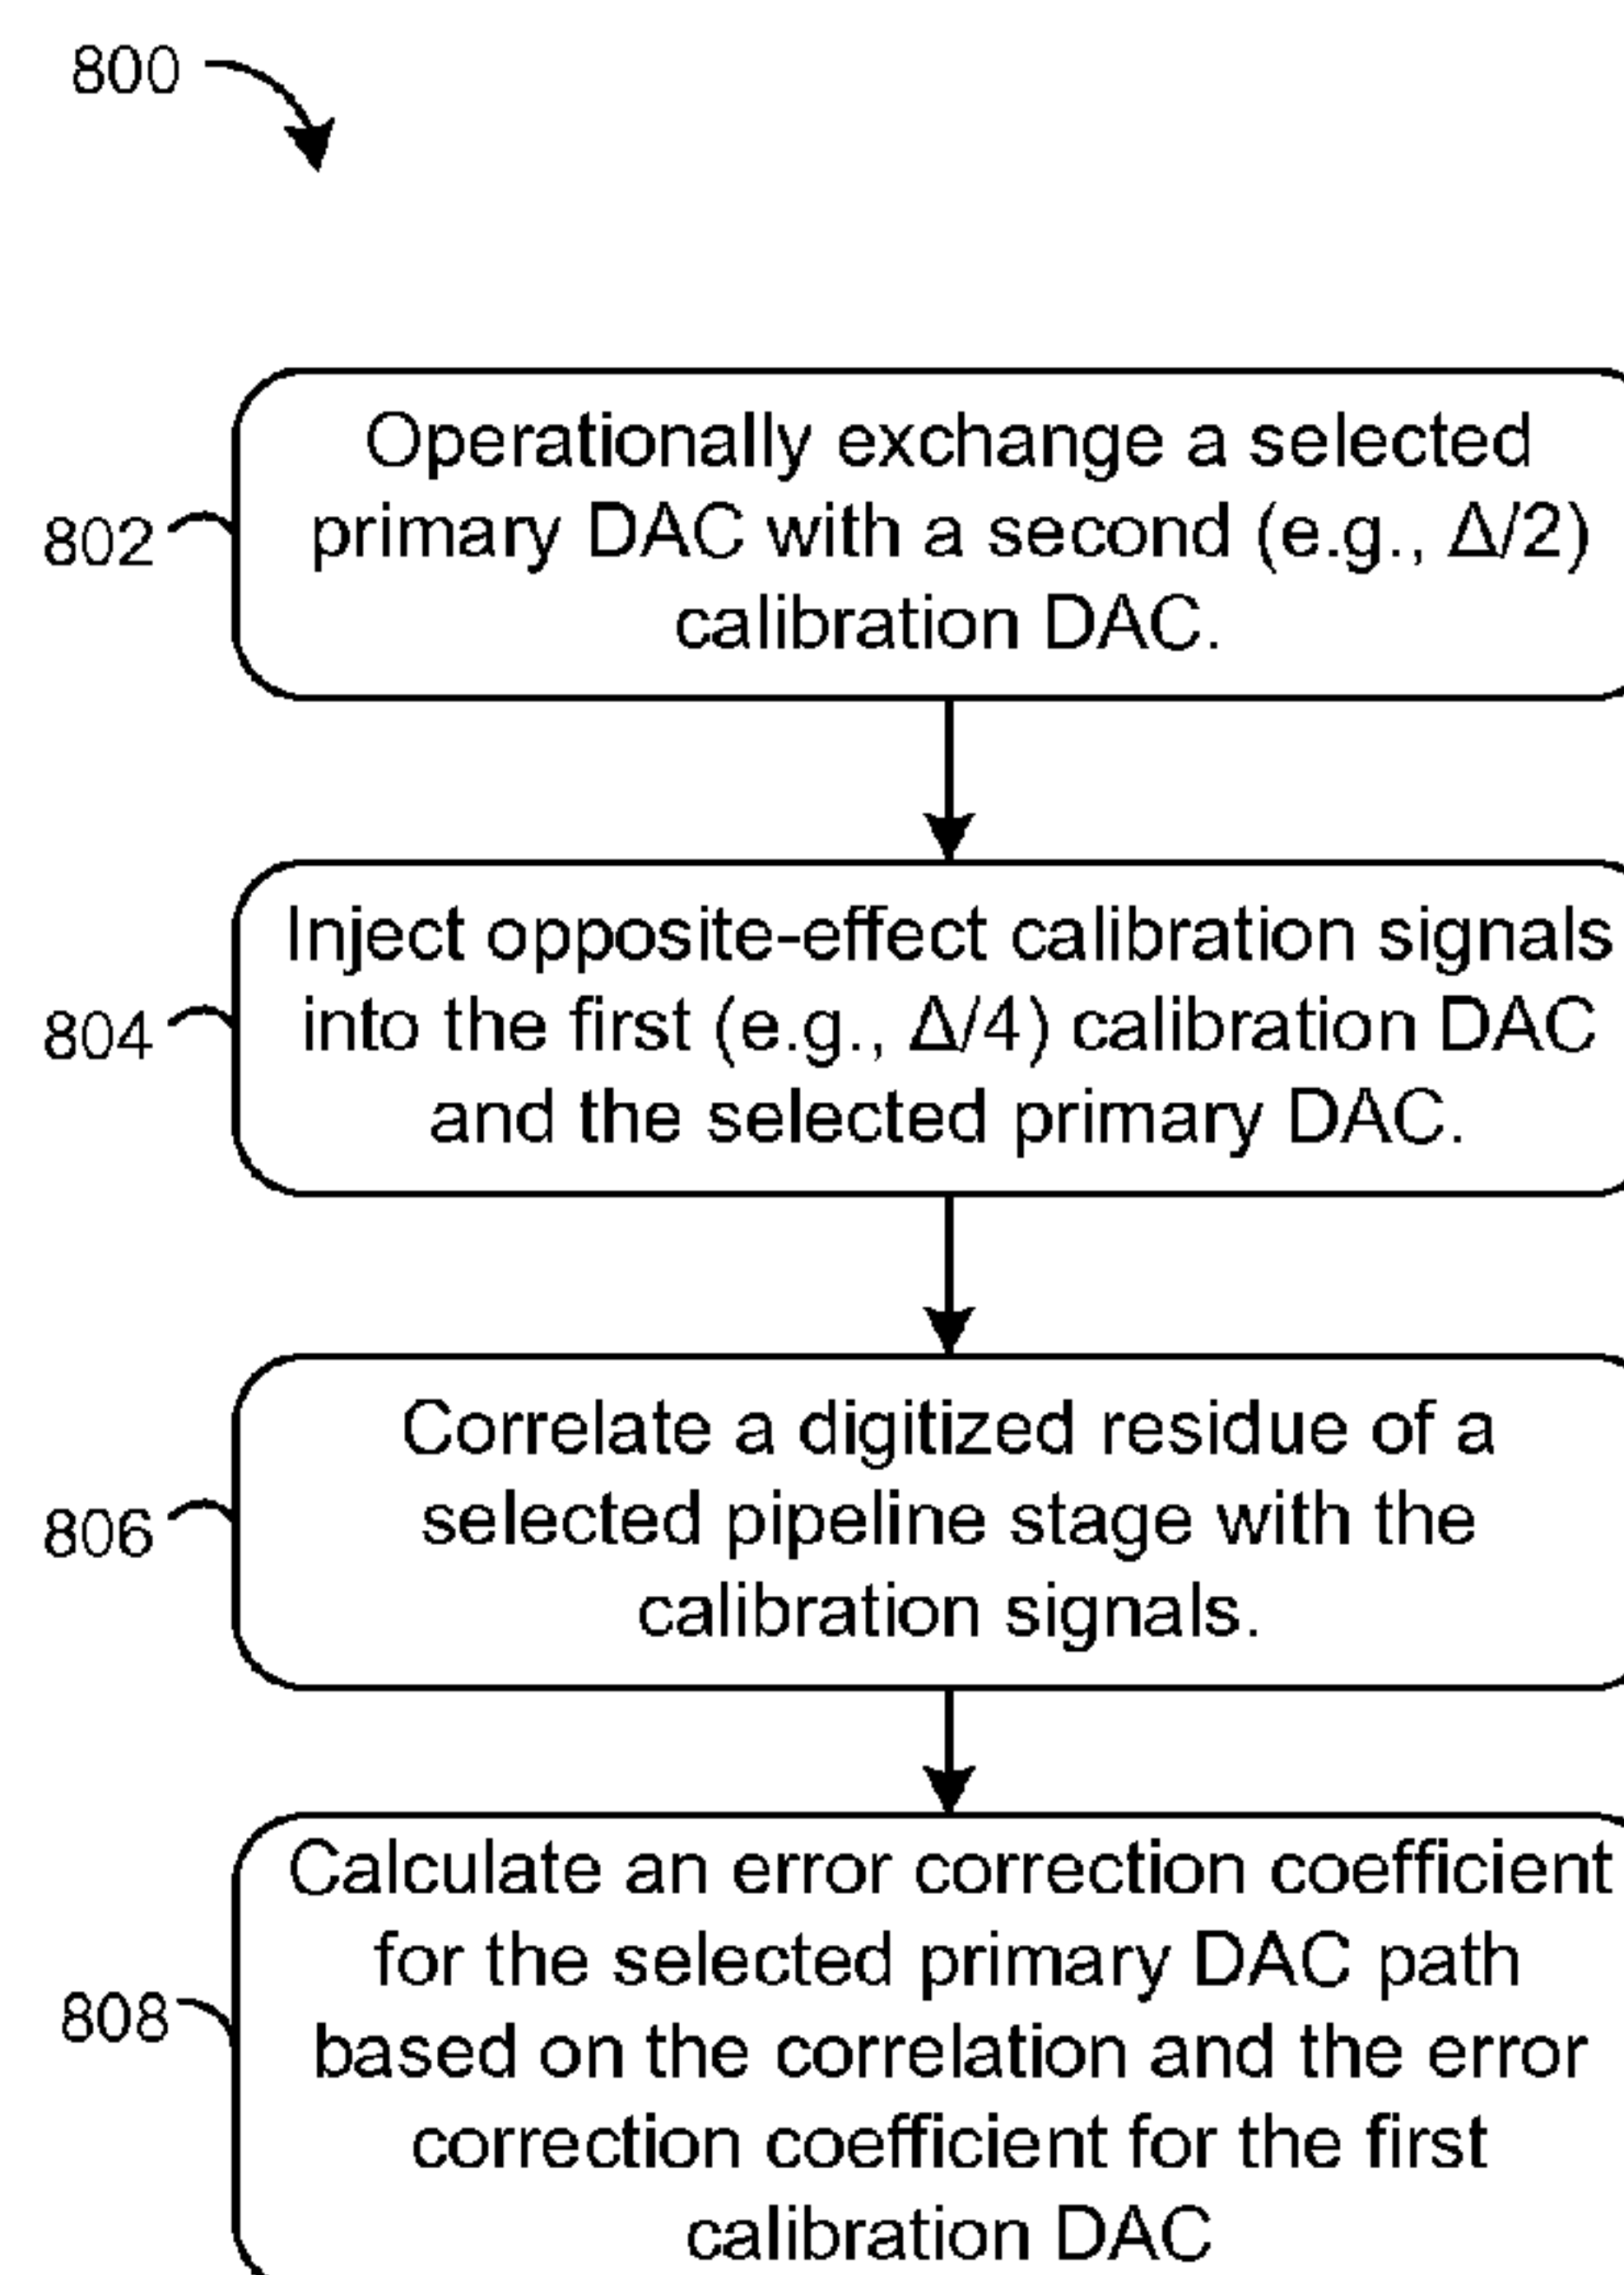 800
802
Operationally exchange a selected
primary DAC with a second (e.g., Δ/2)
calibration DAC.
804
Inject opposite-effect calibration signals
into the first (e.g., Δ/4) calibration DAC
and the selected primary DAC.
806
Correlate a digitized residue of a
selected pipeline stage with the
calibration signals.
808
Calculate an error correction coefficient
for the selected primary DAC path
based on the correlation and the error
correction coefficient for the first
calibration DAC